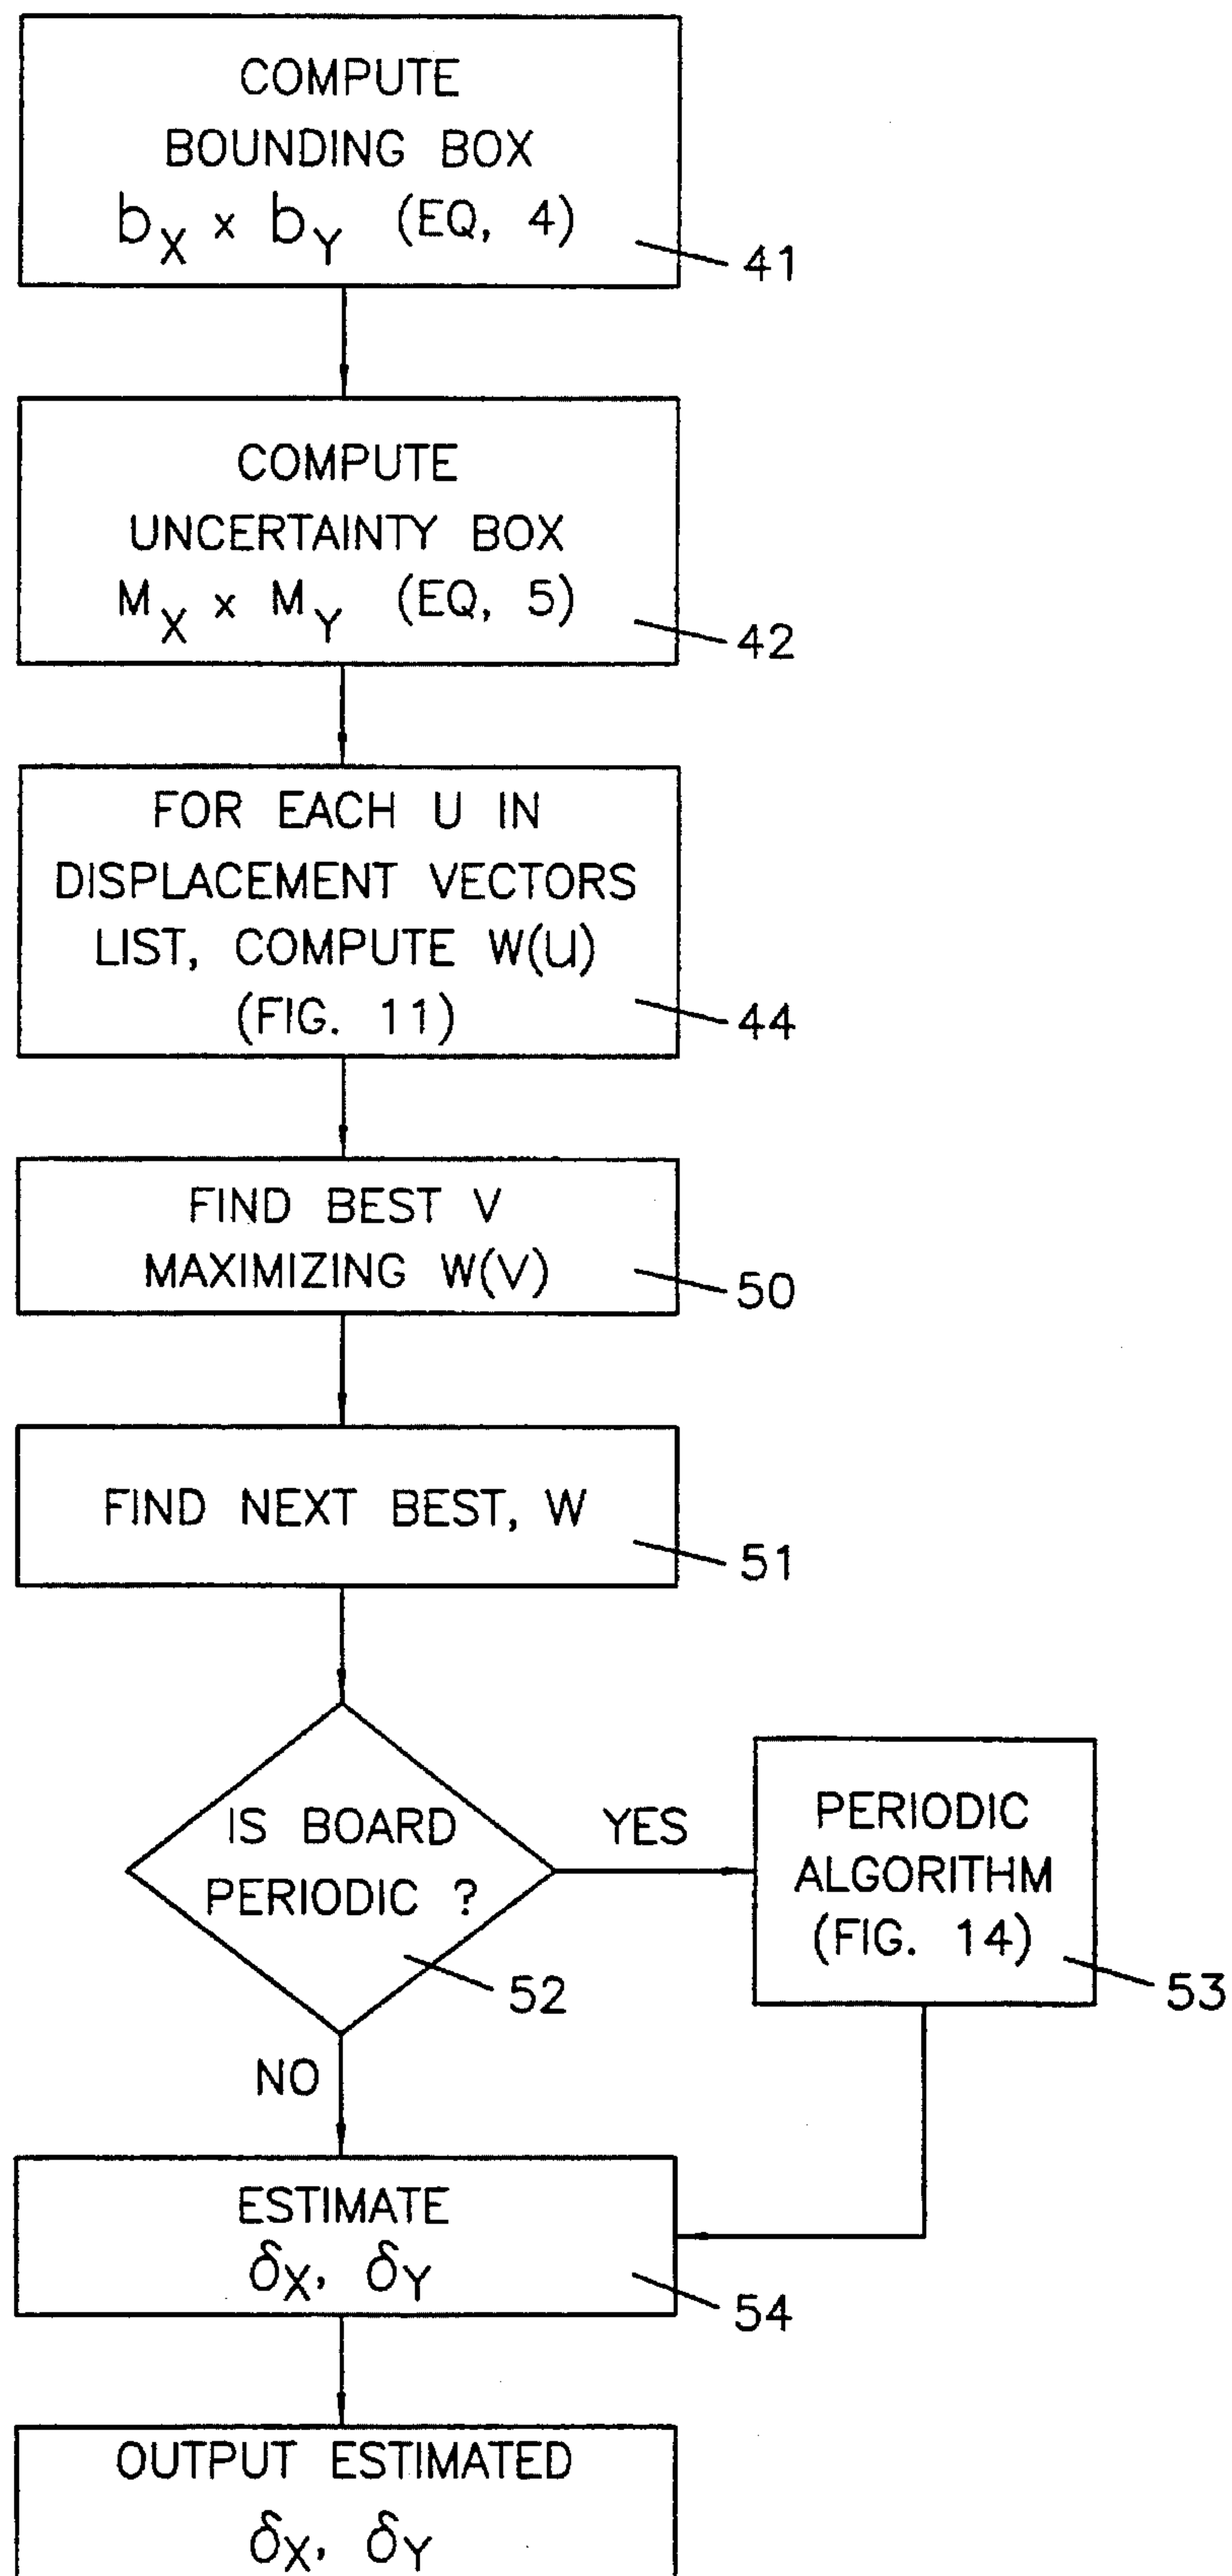 COMPUTE
BOUNDING BOX
bX x bY (EQ, 4)
41
COMPUTE
UNCERTAINTY BOX
MX x MY (EQ, 5)
42
FOR EACH U IN
DISPLACEMENT VECTORS
LIST, COMPUTE W(U)
(FIG. 11)
44
FIND BEST V
MAXIMIZING W(V)
50
FIND NEXT BEST, W
51
IS BOARD
PERIODIC ?
52
YES
PERIODIC
ALGORITHM
(FIG. 14)
53
NO
ESTIMATE
δX, δY
54
OUTPUT ESTIMATED
δX, δY